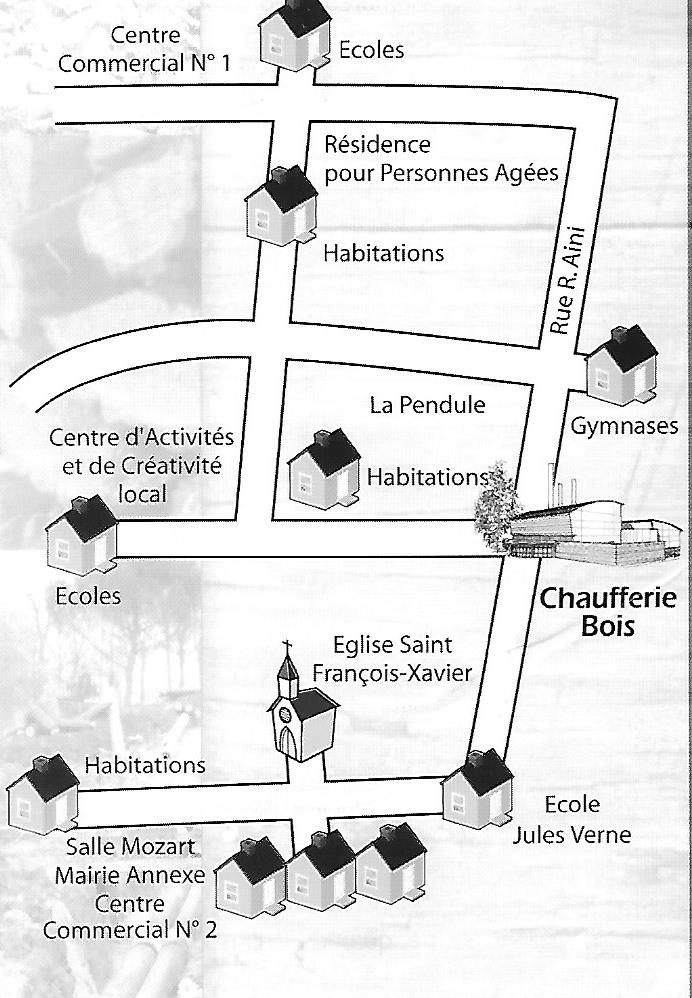 Centre
Commercial N° 1
Ecoles
Résidence
pour Personnes Agées
Habitations
Rue R. Aini
La Pendule
Gymnases
Centre d'Activités
et de Créativité
local
Habitations
Ecoles
Chaufferie
Bois
Eglise Saint
François-Xavier
Habitations
Ecole
Jules Verne
Salle Mozart
Mairie Annexe
Centre
Commercial N° 2